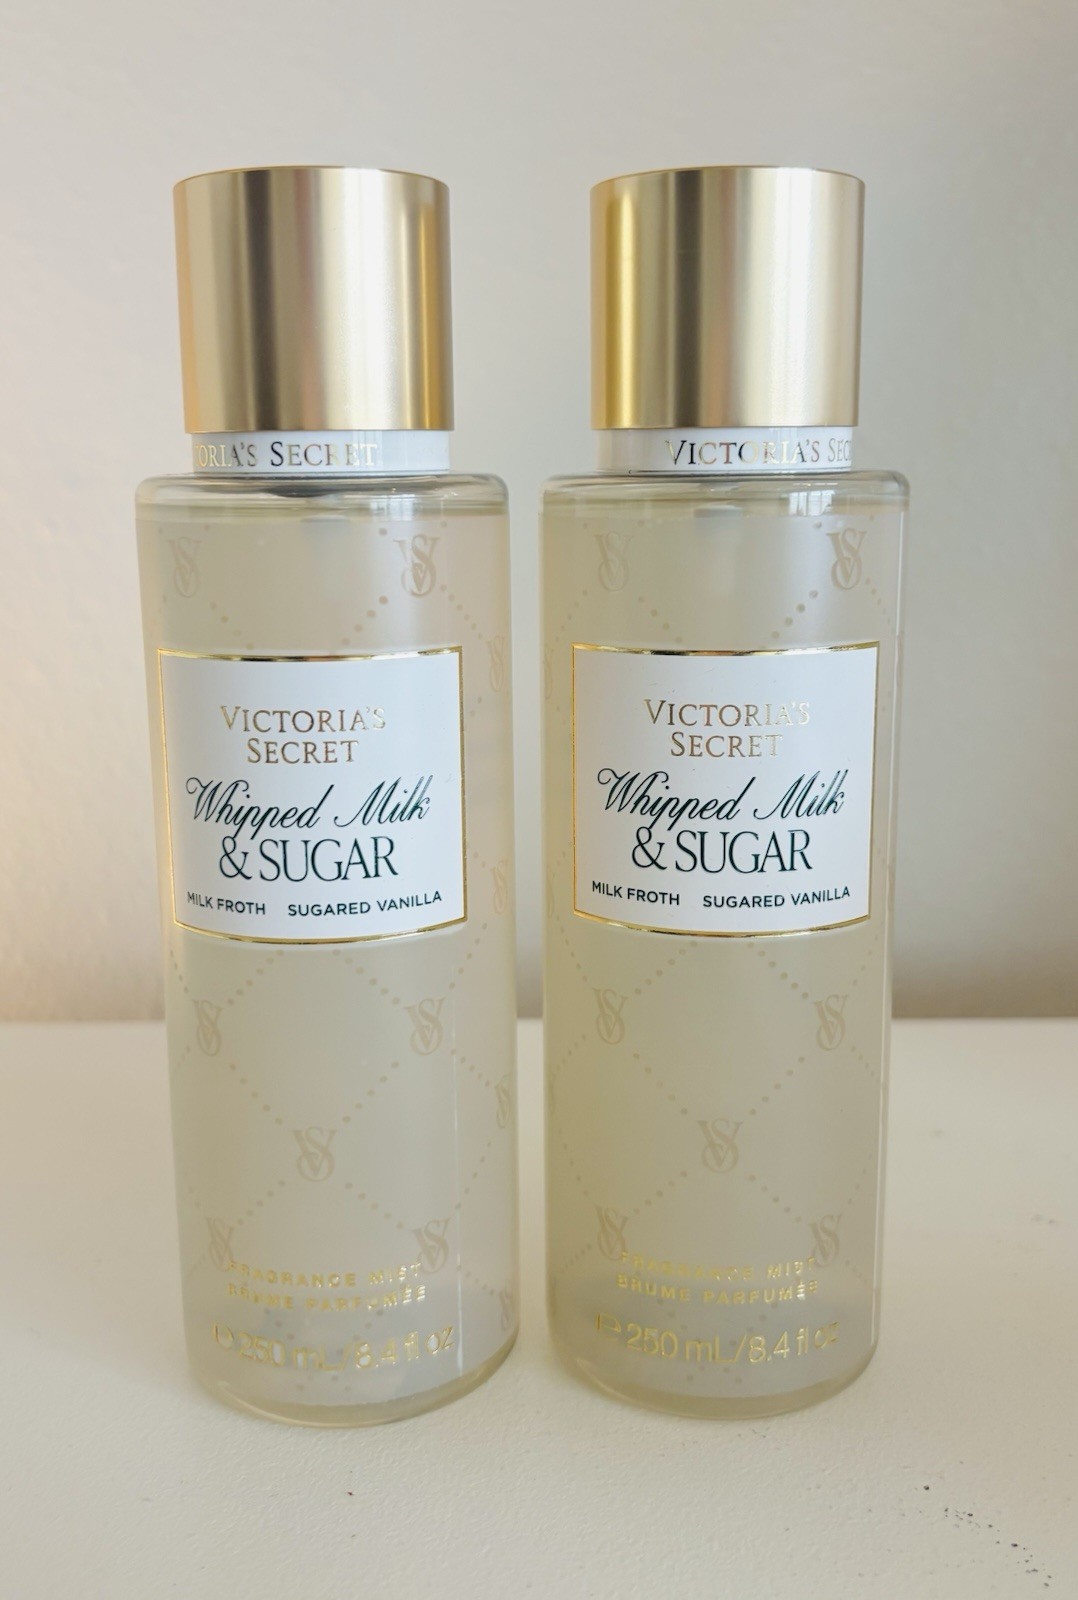 ORIA'S SECRET
VICTORIA'S
SECRET
Whipped Milk
& SUGAR
MILK FROTH SUGARED VANILLA
FRAGRANCE MIST
BRUME PARFUMÉE
℮ 250 mL/8.4 fl oz
VICTORIA'S SEC
VICTORIA'S
SECRET
Whipped Milk
& SUGAR
MILK FROTH SUGARED VANILLA
FRAGRANCE MIST
BRUME PARFUMÉE
℮ 250 mL/8.4 fl oz